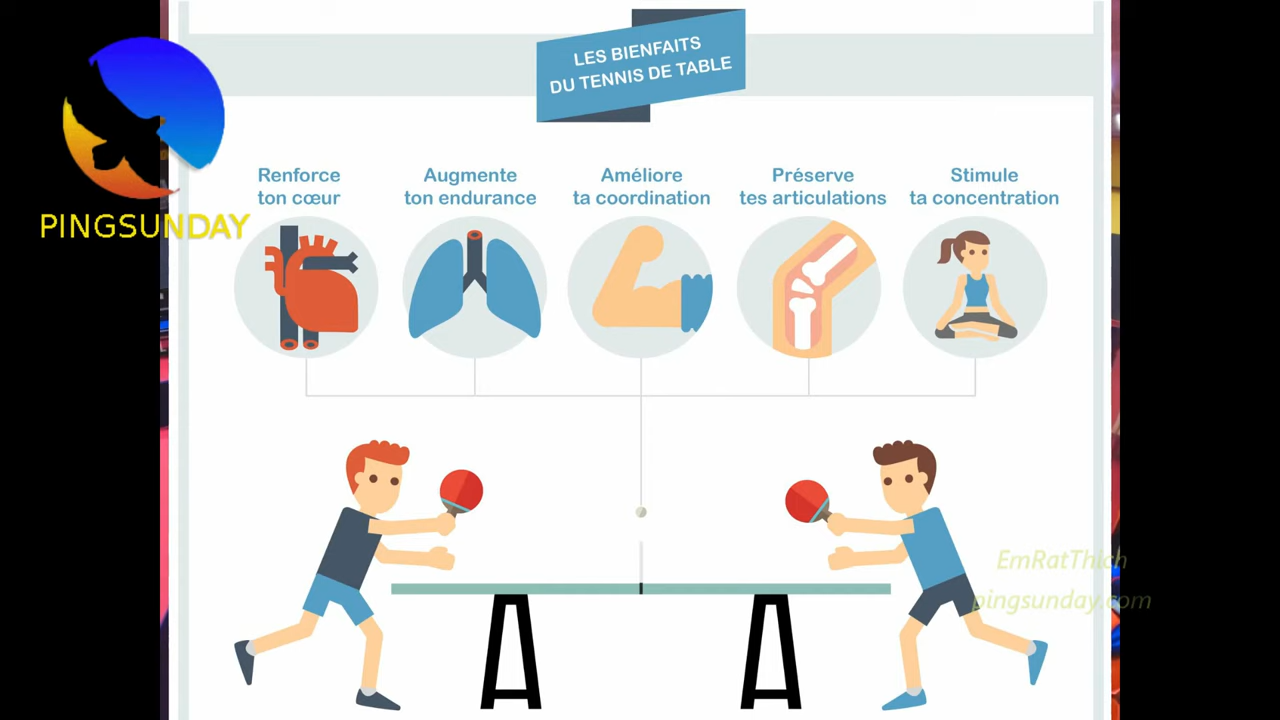 LES BIENFAITS
DU TENNIS DE TABLE
PINGSUNDAY
Renforce
ton cœur
Augmente
ton endurance
Améliore
ta coordination
Préserve
tes articulations
Stimule
ta concentration
EmRatThich
pingsunday.com